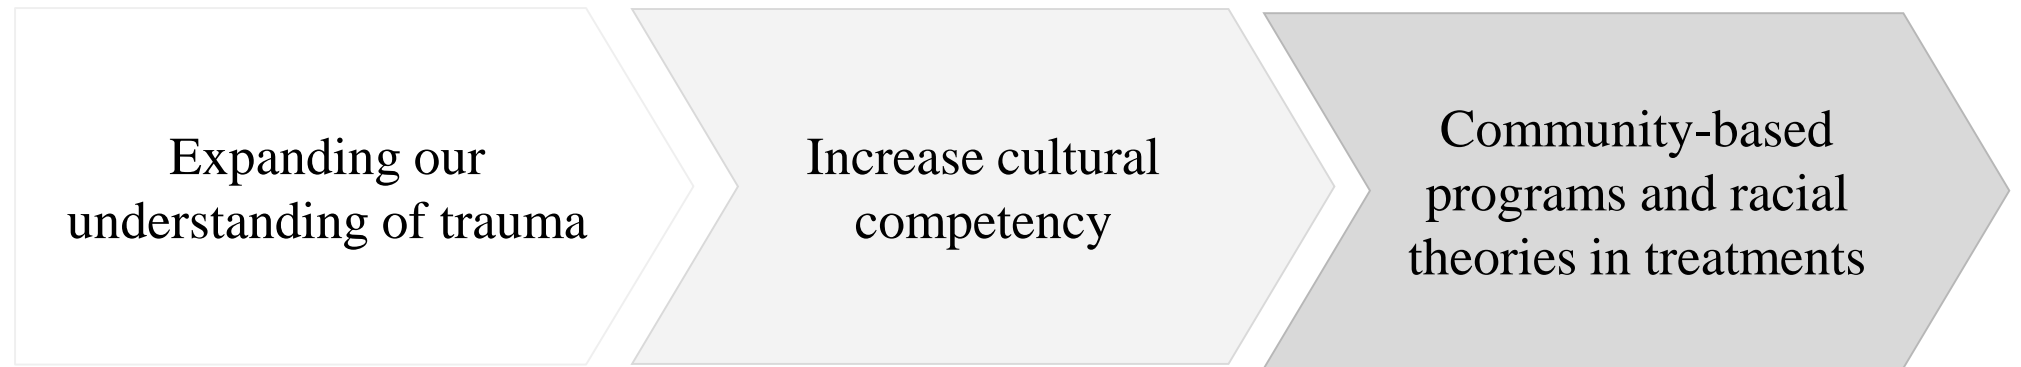 Expanding our
understanding of trauma
Increase cultural
competency
Community-based
programs and racial
theories in treatments